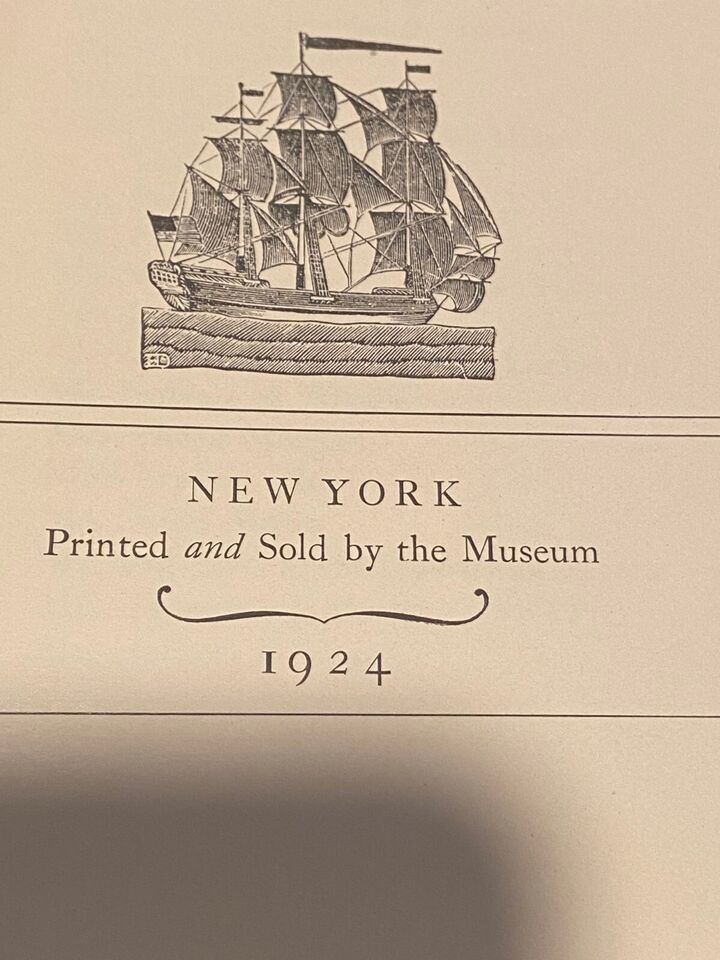 NEW YORK
Printed and Sold by the Museum
1924